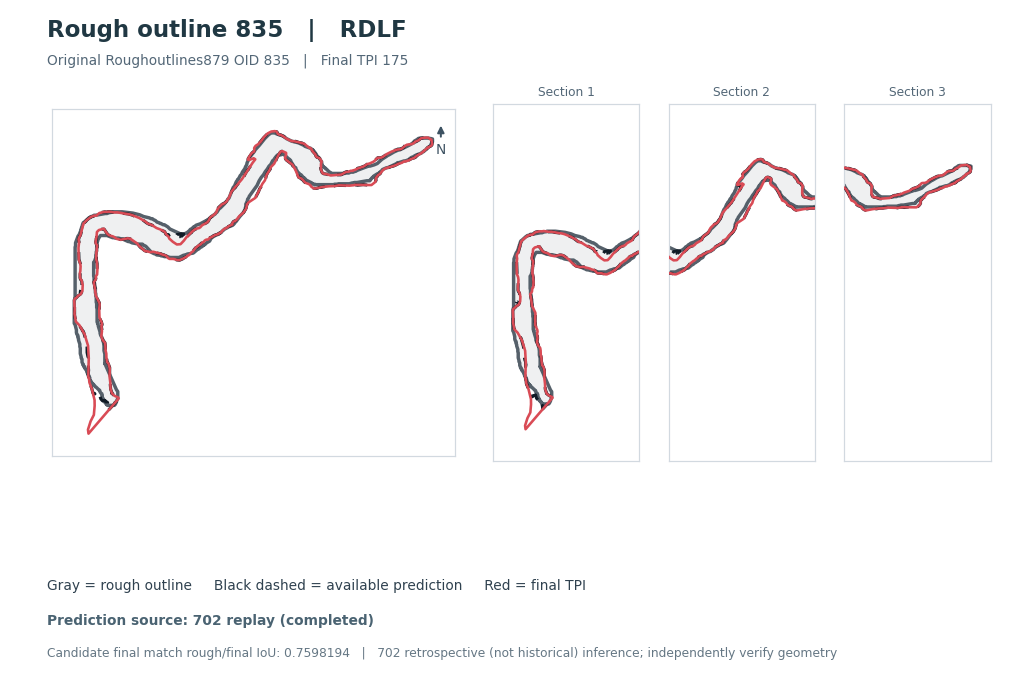 Rough outline 835   |   RDLF
Original Roughoutlines879 OID 835   |   Final TPI 175
Section 1
Section 2
Section 3
N
Gray = rough outline     Black dashed = available prediction     Red = final TPI
Prediction source: 702 replay (completed)
Candidate final match rough/final IoU: 0.7598194   |   702 retrospective (not historical) inference; independently verify geometry